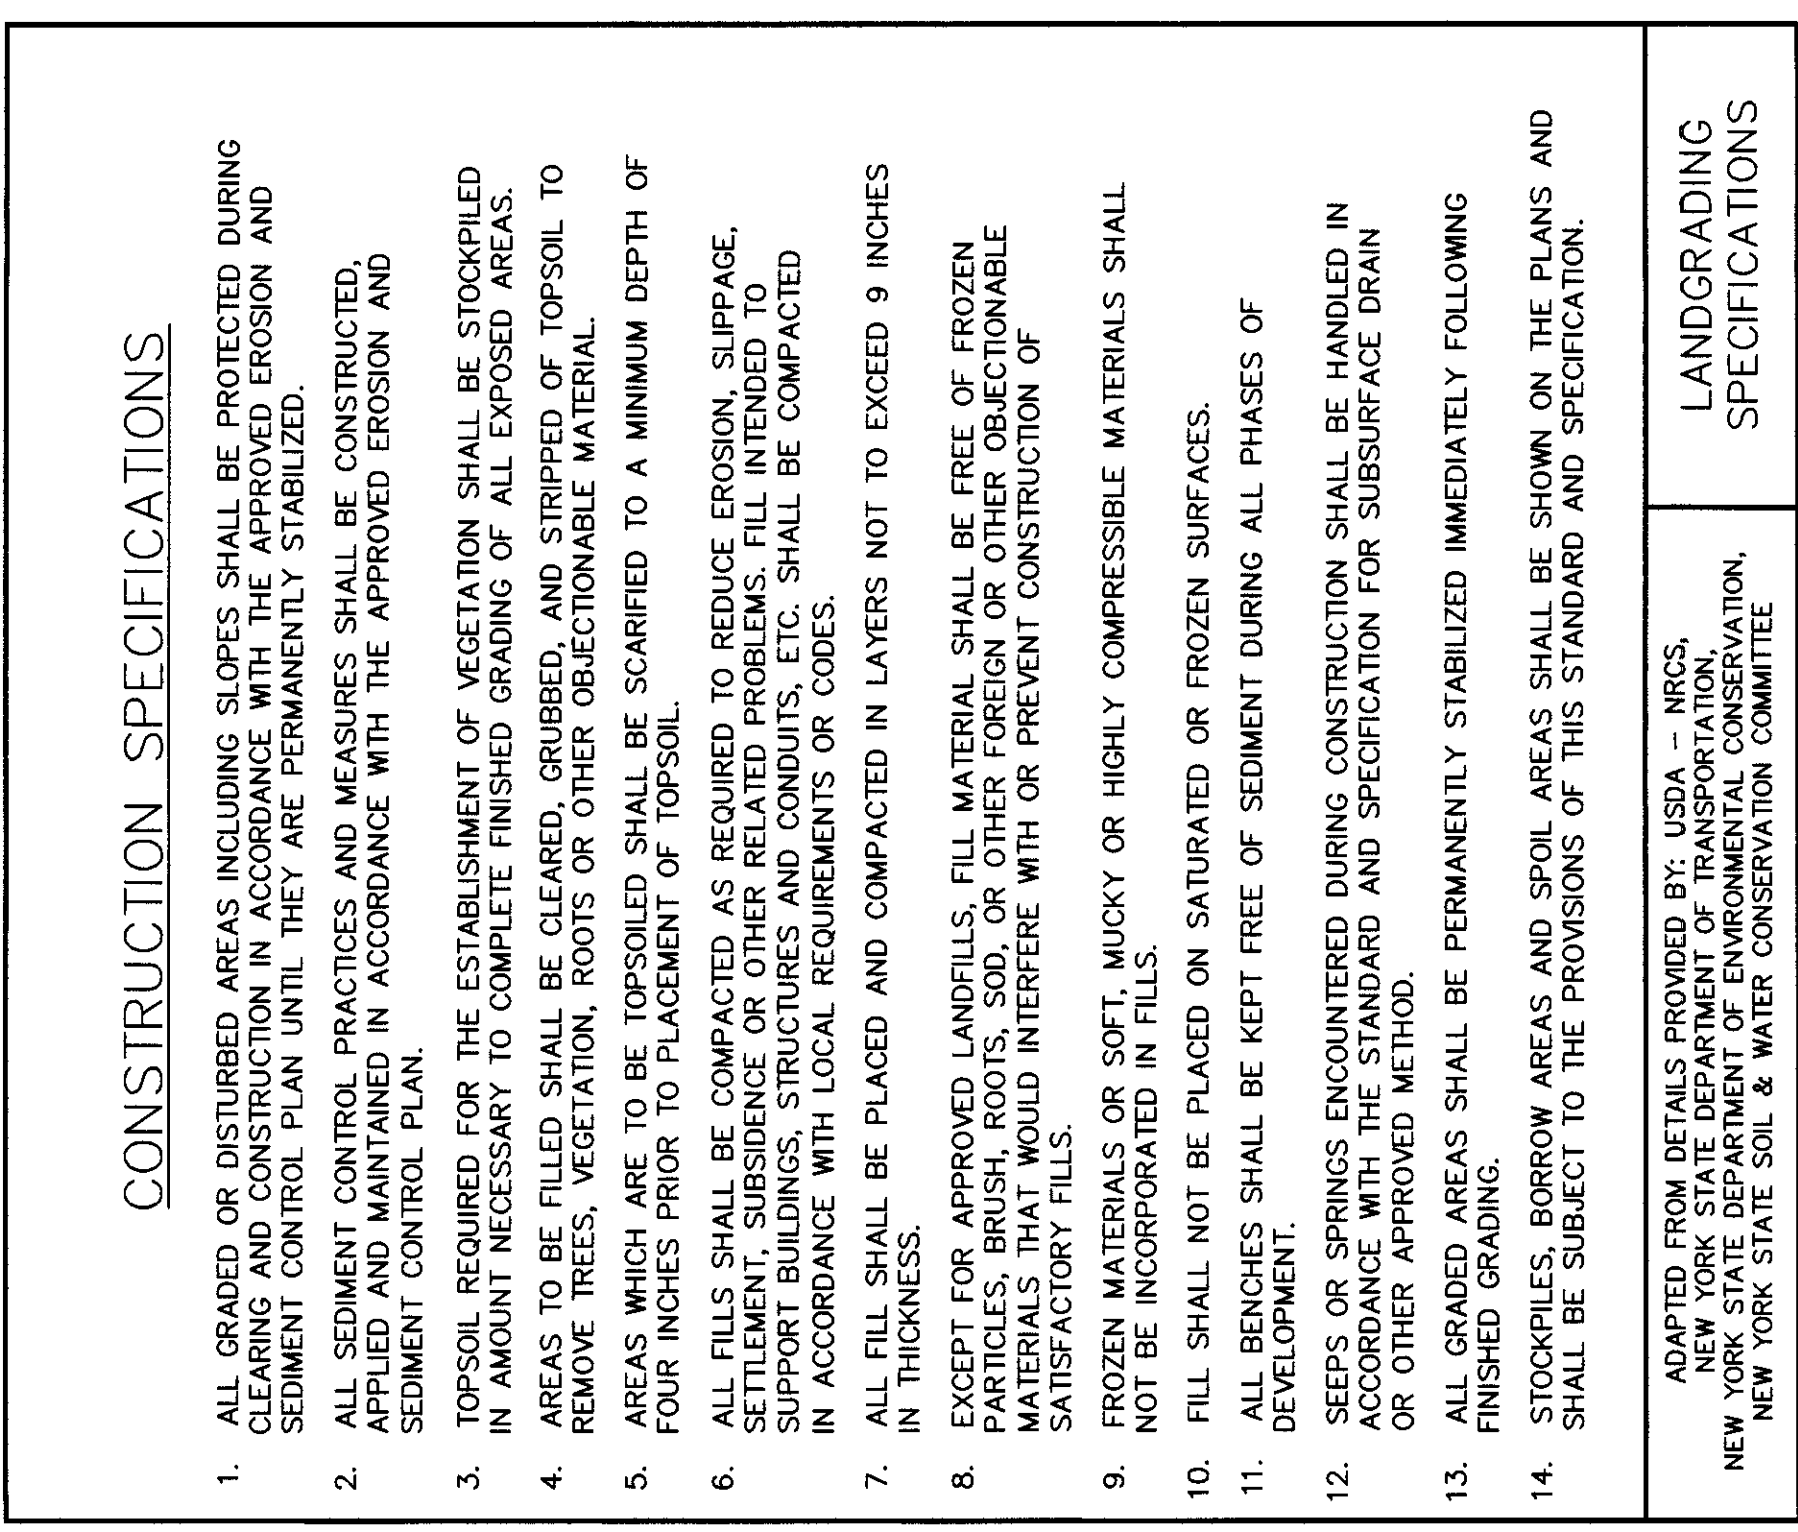 CONSTRUCTION SPECIFICATIONS
1. ALL GRADED OR DISTURBED AREAS INCLUDING SLOPES SHALL BE PROTECTED DURING
CLEARING AND CONSTRUCTION IN ACCORDANCE WITH THE APPROVED EROSION AND
SEDIMENT CONTROL PLAN UNTIL THEY ARE PERMANENTLY STABILIZED.
2. ALL SEDIMENT CONTROL PRACTICES AND MEASURES SHALL BE CONSTRUCTED,
APPLIED AND MAINTAINED IN ACCORDANCE WITH THE APPROVED EROSION AND
SEDIMENT CONTROL PLAN.
3. TOPSOIL REQUIRED FOR THE ESTABLISHMENT OF VEGETATION SHALL BE STOCKPILED
IN AMOUNT NECESSARY TO COMPLETE FINISHED GRADING OF ALL EXPOSED AREAS.
4. AREAS TO BE FILLED SHALL BE CLEARED, GRUBBED, AND STRIPPED OF TOPSOIL TO
REMOVE TREES, VEGETATION, ROOTS OR OTHER OBJECTIONABLE MATERIAL.
5. AREAS WHICH ARE TO BE TOPSOILED SHALL BE SCARIFIED TO A MINIMUM DEPTH OF
FOUR INCHES PRIOR TO PLACEMENT OF TOPSOIL.
6. ALL FILLS SHALL BE COMPACTED AS REQUIRED TO REDUCE EROSION, SLIPPAGE,
SETTLEMENT, SUBSIDENCE OR OTHER RELATED PROBLEMS. FILL INTENDED TO
SUPPORT BUILDINGS, STRUCTURES AND CONDUITS, ETC. SHALL BE COMPACTED
IN ACCORDANCE WITH LOCAL REQUIREMENTS OR CODES.
7. ALL FILL SHALL BE PLACED AND COMPACTED IN LAYERS NOT TO EXCEED 9 INCHES
IN THICKNESS.
8. EXCEPT FOR APPROVED LANDFILLS, FILL MATERIAL SHALL BE FREE OF FROZEN
PARTICLES, BRUSH, ROOTS, SOD, OR OTHER FOREIGN OR OTHER OBJECTIONABLE
MATERIALS THAT WOULD INTERFERE WITH OR PREVENT CONSTRUCTION OF
SATISFACTORY FILLS.
9. FROZEN MATERIALS OR SOFT, MUCKY OR HIGHLY COMPRESSIBLE MATERIALS SHALL
NOT BE INCORPORATED IN FILLS.
10. FILL SHALL NOT BE PLACED ON SATURATED OR FROZEN SURFACES.
11. ALL BENCHES SHALL BE KEPT FREE OF SEDIMENT DURING ALL PHASES OF
DEVELOPMENT.
12. SEEPS OR SPRINGS ENCOUNTERED DURING CONSTRUCTION SHALL BE HANDLED IN
ACCORDANCE WITH THE STANDARD AND SPECIFICATION FOR SUBSURFACE DRAIN
OR OTHER APPROVED METHOD.
13. ALL GRADED AREAS SHALL BE PERMANENTLY STABILIZED IMMEDIATELY FOLLOWING
FINISHED GRADING.
14. STOCKPILES, BORROW AREAS AND SPOIL AREAS SHALL BE SHOWN ON THE PLANS AND
SHALL BE SUBJECT TO THE PROVISIONS OF THIS STANDARD AND SPECIFICATION.
ADAPTED FROM DETAILS PROVIDED BY: USDA - NRCS,
NEW YORK STATE DEPARTMENT OF TRANSPORTATION,
NEW YORK STATE DEPARTMENT OF ENVIRONMENTAL CONSERVATION,
NEW YORK STATE SOIL & WATER CONSERVATION COMMITTEE
LANDGRADING
SPECIFICATIONS